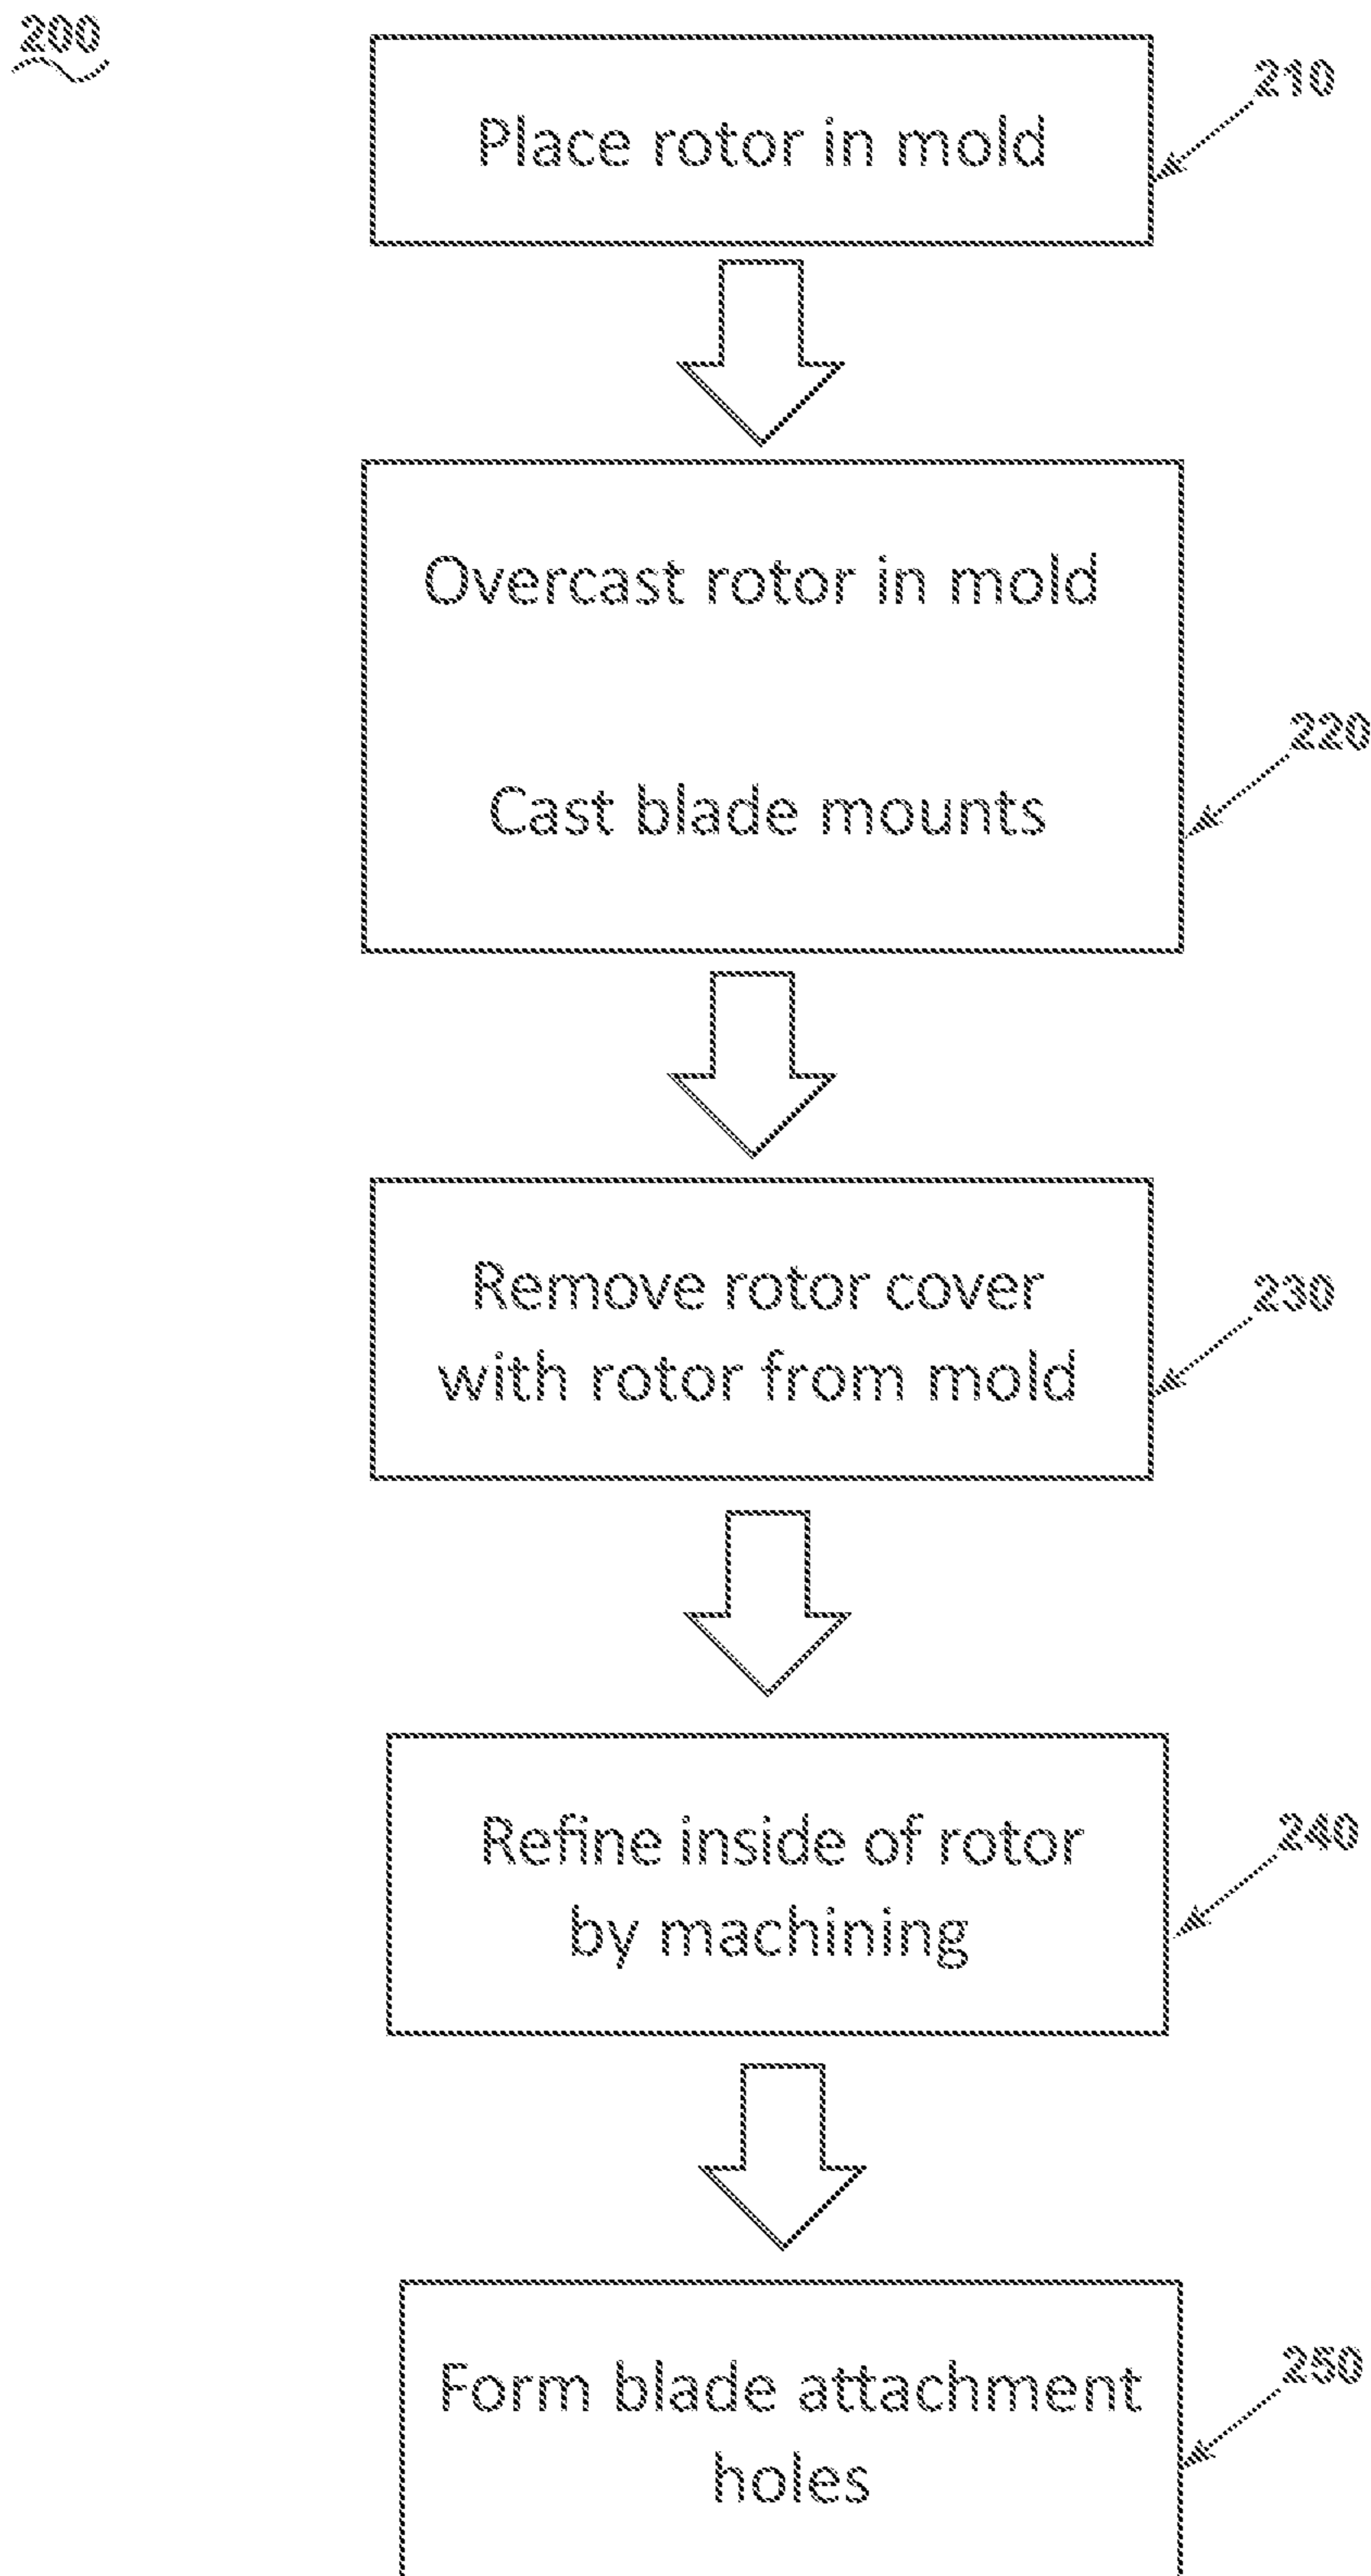 200
Place rotor in mold
210
Overcast rotor in mold
Cast blade mounts
220
Remove rotor cover
with rotor from mold
230
Refine inside of rotor
by machining
240
Form blade attachment
holes
250